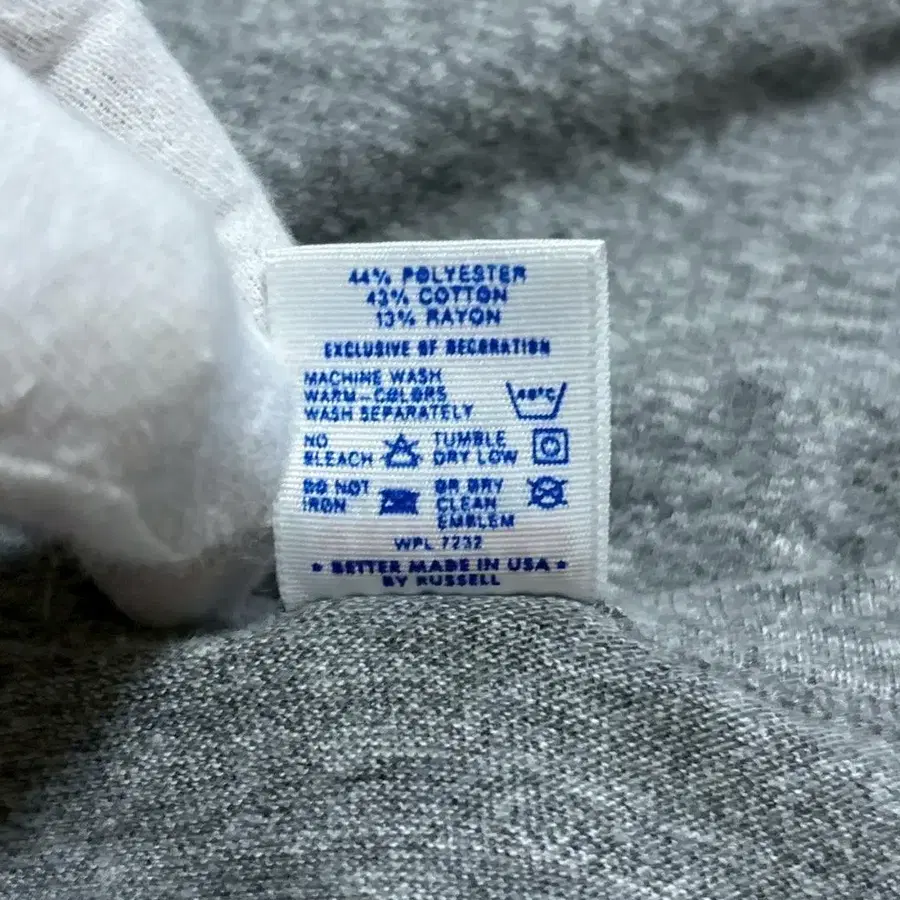 44% POLYESTER
43% COTTON
13% RAYON
EXCLUSIVE OF DECORATION
MACHINE WASH
WARM-COLORS
WASH SEPARATELY
40°C
NO
BLEACH
TUMBLE
DRY LOW
DO NOT
IRON
OR DRY
CLEAN
EMBLEM
WPL 7232
* BETTER MADE IN USA *
BY RUSSELL